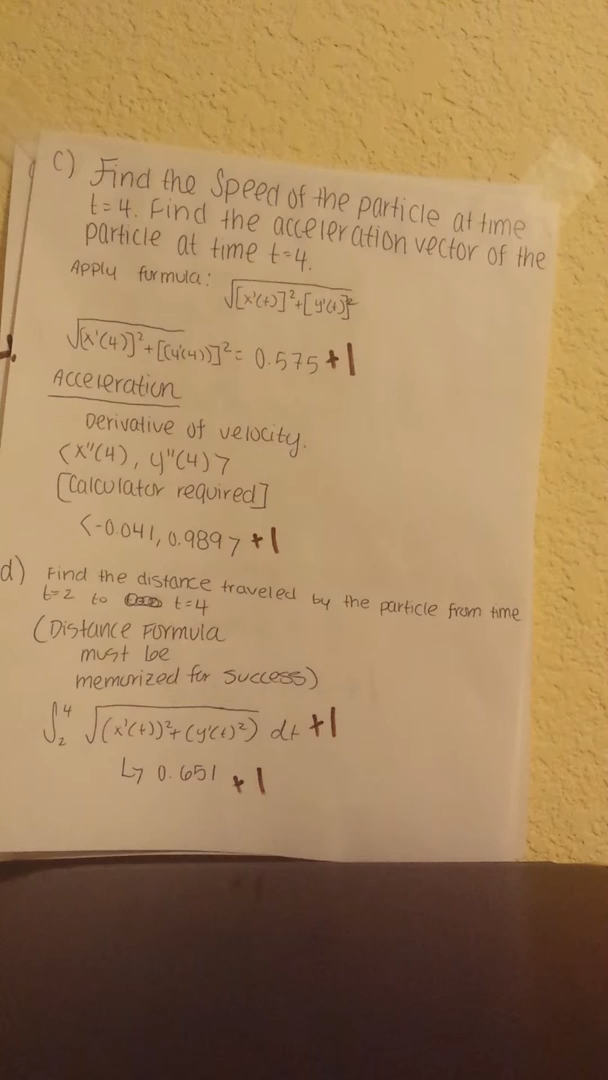 c) Find the Speed of the particle at time
t=4. Find the acceleration vector of the
particle at time t=4.
Apply formula: √[x'(t)]²+[y'(t)]²
√[x'(4)]²+[(y'(4))]² = 0.575 +1
Acceleration
Derivative of velocity.
<x"(4), y"(4)>
[Calculator required]
<-0.041, 0.989> +1
d) Find the distance traveled by the particle from time
t=2 to t=4
(Distance Formula
must be
memorized for success)
∫₂⁴ √(x'(t))²+(y'(t)²) dt +1
↳ 0.651 +1